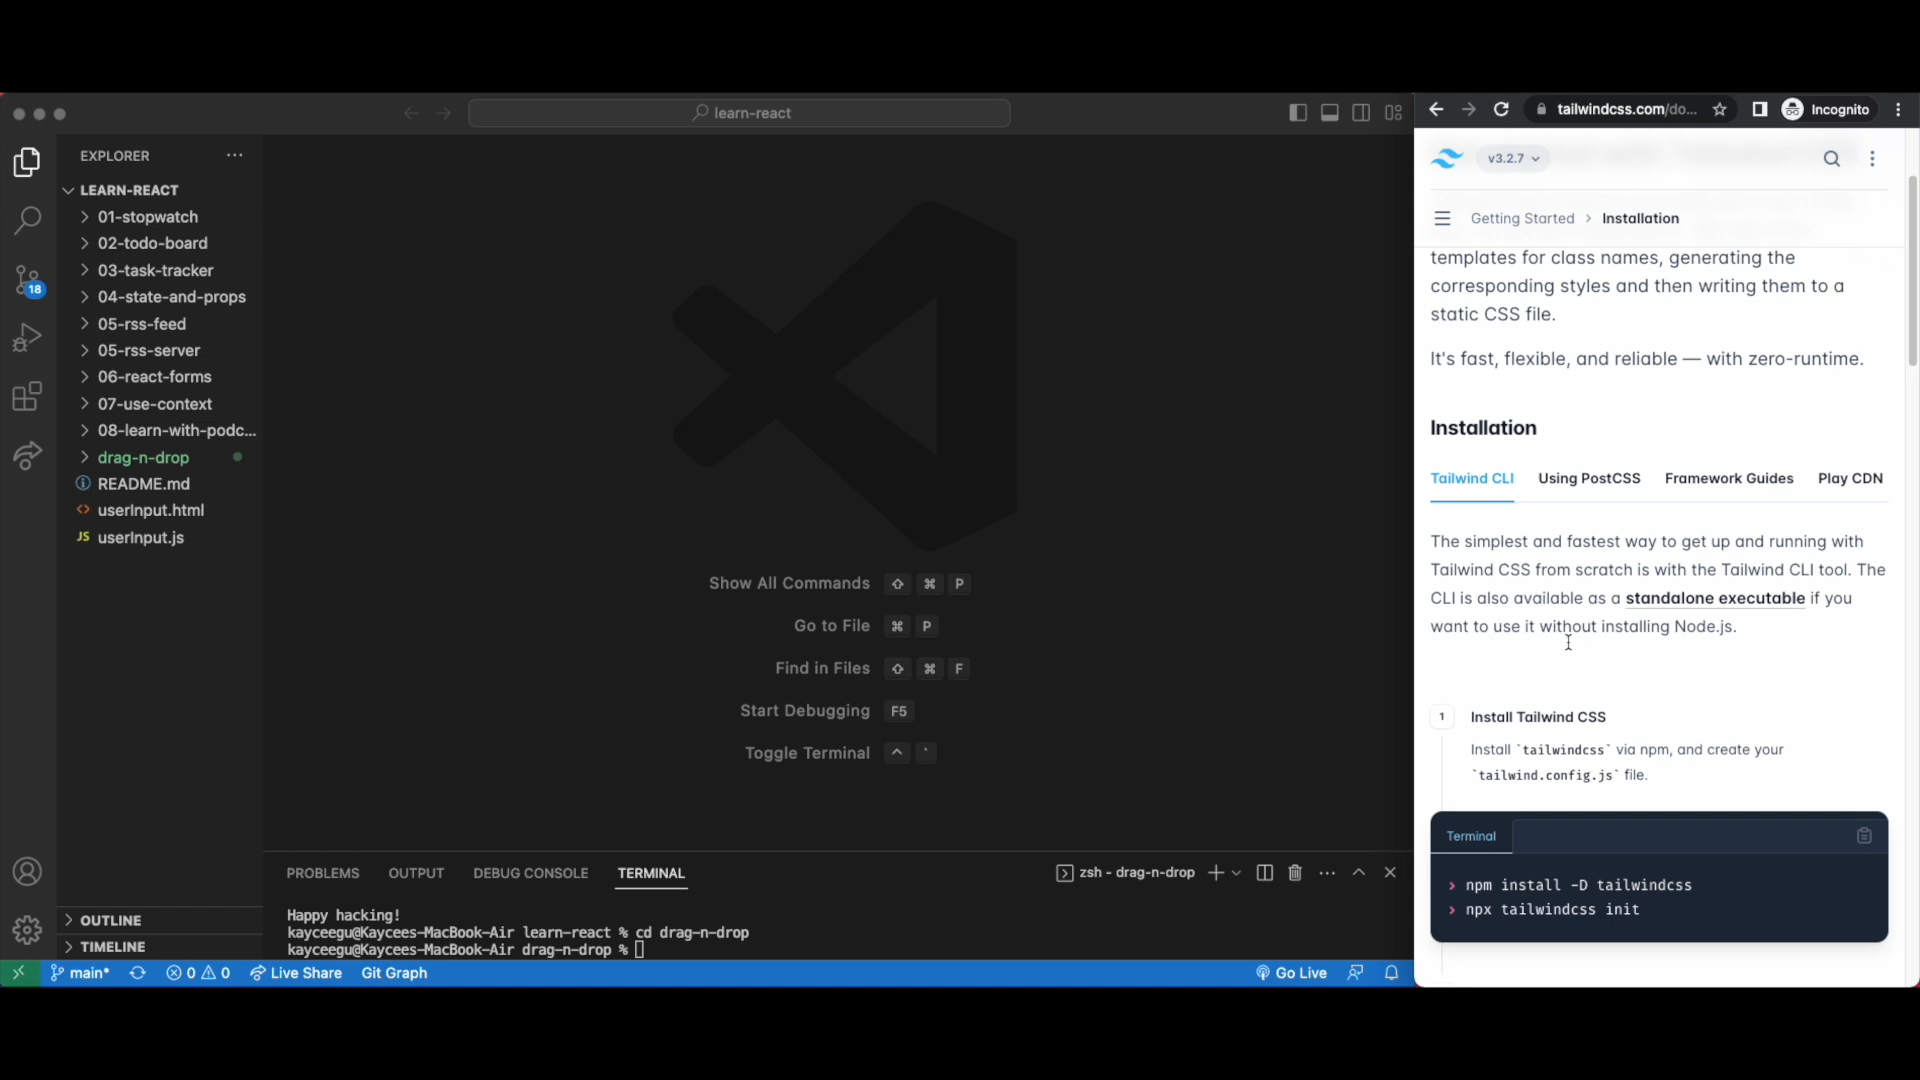 learn-react
EXPLORER
LEARN-REACT
01-stopwatch
02-todo-board
03-task-tracker
04-state-and-props
05-rss-feed
05-rss-server
06-react-forms
07-use-context
08-learn-with-podc...
drag-n-drop
README.md
<> userInput.html
JS userInput.js
18
OUTLINE
TIMELINE
Show All Commands ⇧ ⌘ P
Go to File ⌘ P
Find in Files ⇧ ⌘ F
Start Debugging F5
Toggle Terminal ^ `
PROBLEMS OUTPUT DEBUG CONSOLE TERMINAL
zsh - drag-n-drop
Happy hacking!
kayceegu@Kaycees-MacBook-Air learn-react % cd drag-n-drop
kayceegu@Kaycees-MacBook-Air drag-n-drop %
main* 0 0 Live Share Git Graph
Go Live
tailwindcss.com/do... Incognito
v3.2.7
Getting Started > Installation
templates for class names, generating the
corresponding styles and then writing them to a
static CSS file.
It's fast, flexible, and reliable — with zero-runtime.
Installation
Tailwind CLI Using PostCSS Framework Guides Play CDN
The simplest and fastest way to get up and running with
Tailwind CSS from scratch is with the Tailwind CLI tool. The
CLI is also available as a standalone executable if you
want to use it without installing Node.js.
1 Install Tailwind CSS
Install `tailwindcss` via npm, and create your
`tailwind.config.js` file.
Terminal
> npm install -D tailwindcss
> npx tailwindcss init